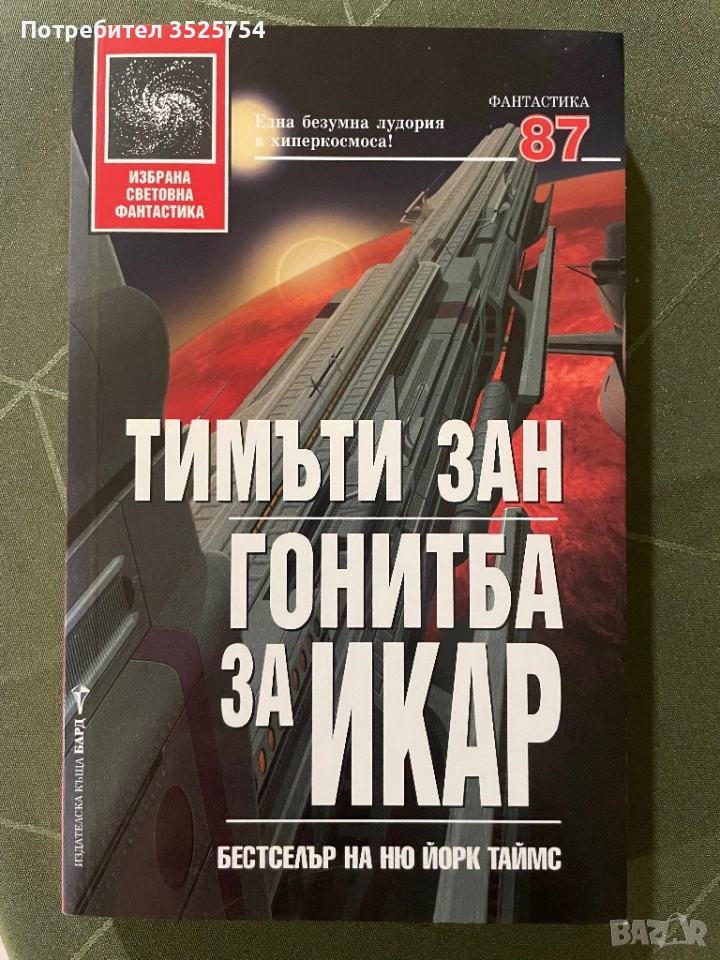 Потребител 3525754
ИЗБРАНА
СВЕТОВНА
ФАНТАСТИКА
Една безумна лудория
в хиперкосмоса!
ФАНТАСТИКА
87
ТИМЪТИ ЗАН
ГОНИТБА
ЗА ИКАР
БЕСТСЕЛЪР НА НЮ ЙОРК ТАЙМС
ИЗДАТЕЛСКА КЪЩА БАРД
BAZAR